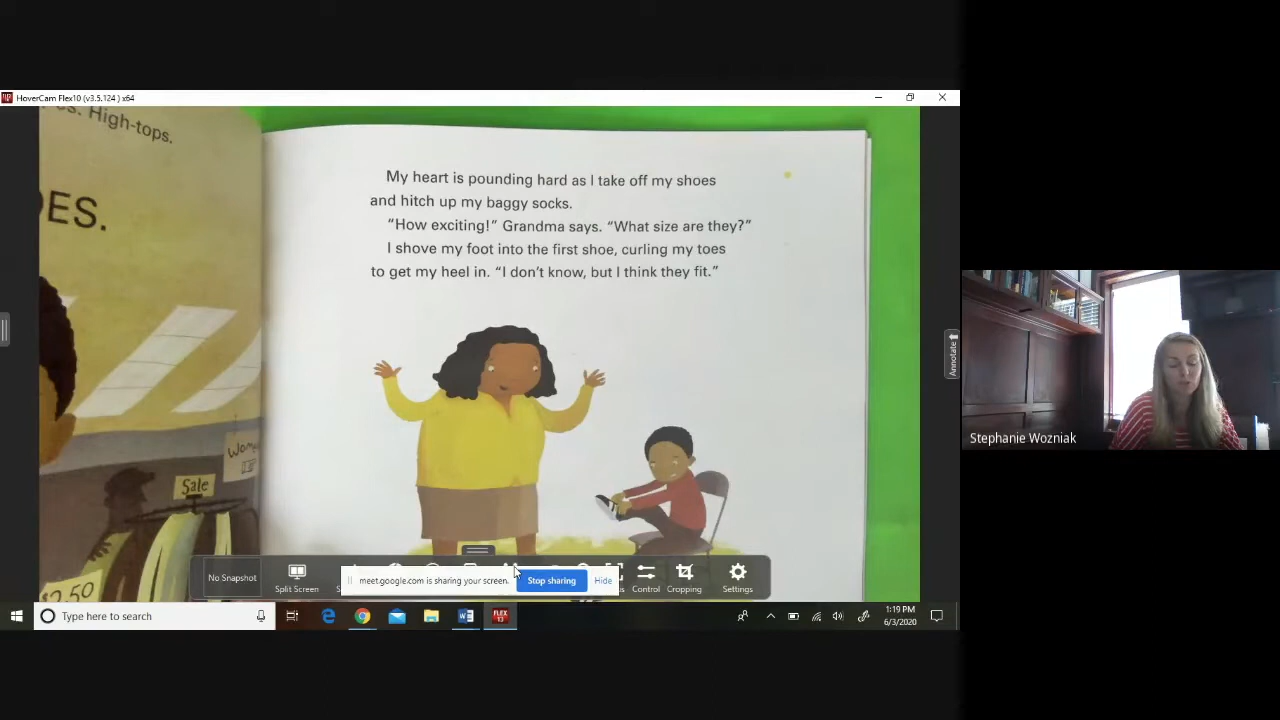 HoverCam Flex10 (v3.5.124 ) x64
High-tops.
My heart is pounding hard as I take off my shoes
and hitch up my baggy socks.
“How exciting!” Grandma says. “What size are they?”
I shove my foot into the first shoe, curling my toes
to get my heel in. “I don't know, but I think they fit.”
Sale
Annotate
Stephanie Wozniak
No Snapshot
Split Screen
meet.google.com is sharing your screen.
Stop sharing
Hide
Control
Cropping
Settings
Type here to search
FLEX
13
1:19 PM
6/3/2020